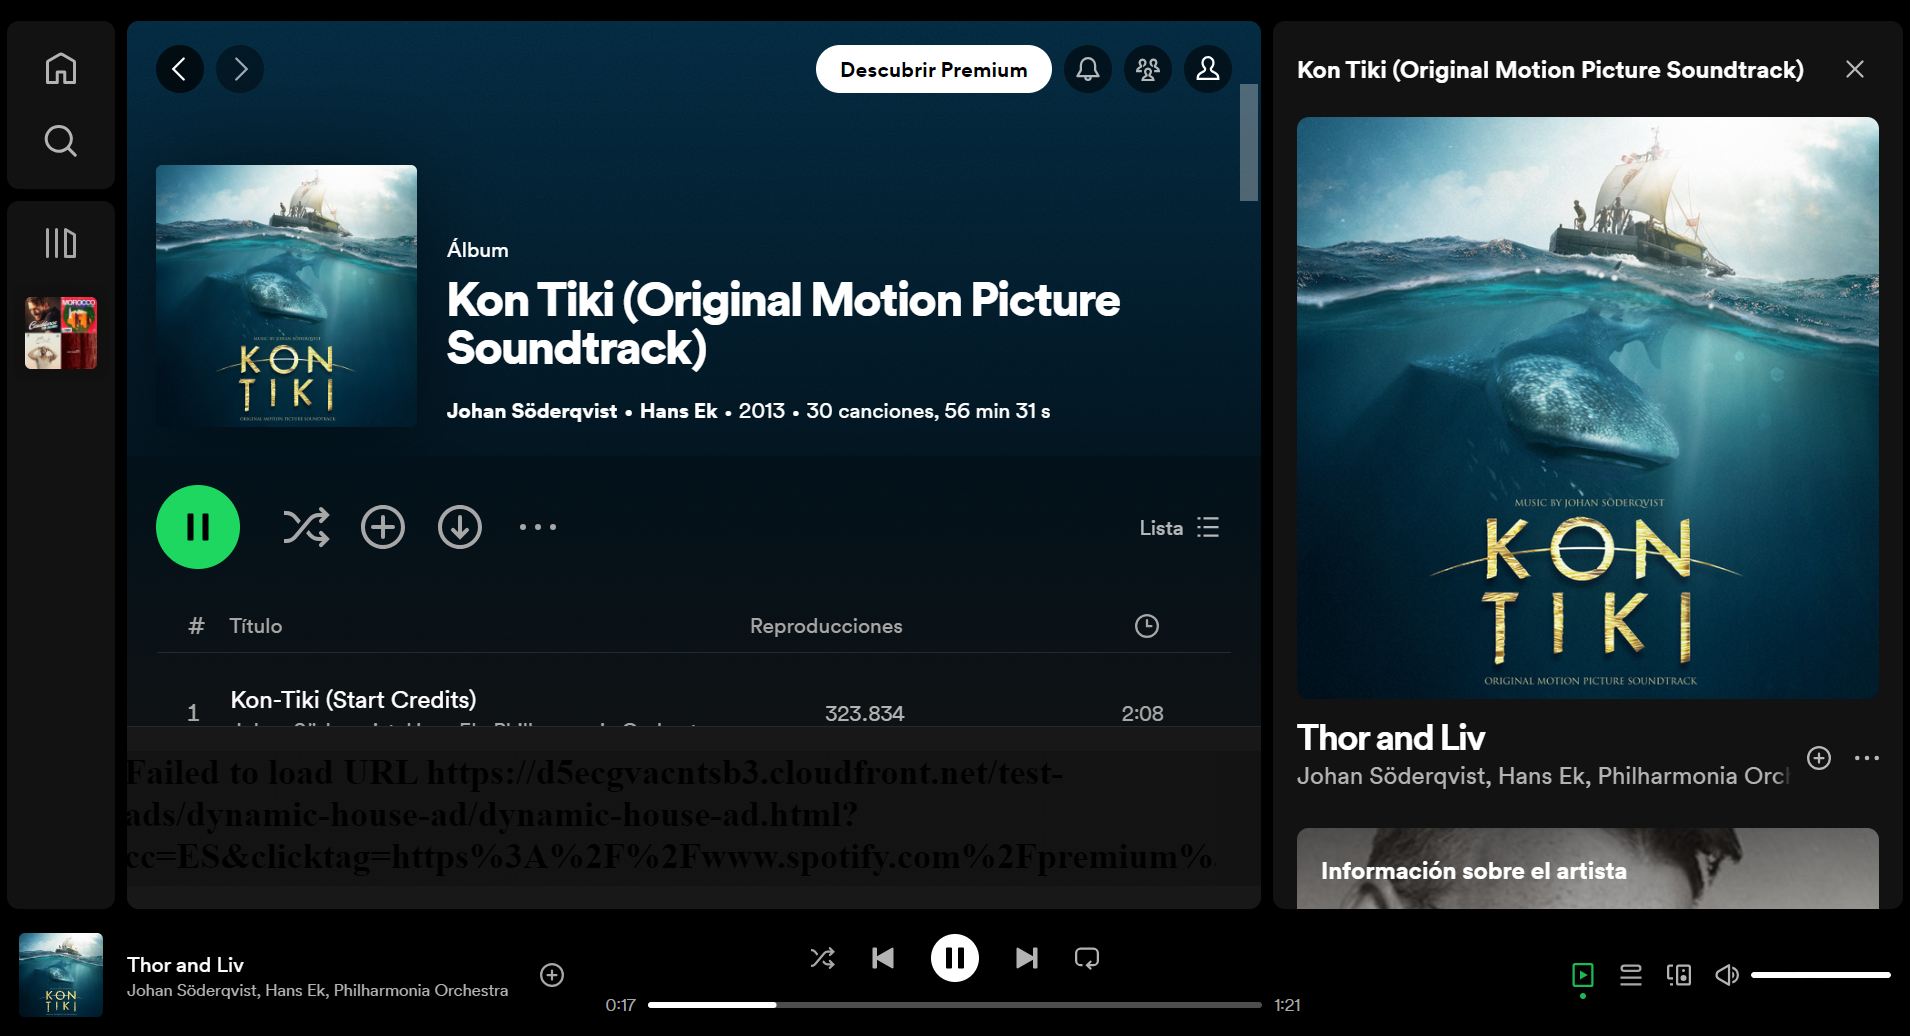 Descubrir Premium
MUSIC BY JOHAN SÖDERQVIST
KON
TIKI
ORIGINAL MOTION PICTURE SOUNDTRACK
MOROCCO
Álbum
Kon Tiki (Original Motion Picture
Soundtrack)
Johan Söderqvist • Hans Ek • 2013 • 30 canciones, 56 min 31 s
Lista
# Título Reproducciones
1 Kon-Tiki (Start Credits) 323.834 2:08
Failed to load URL https://d5ecgvacntsb3.cloudfront.net/test-
ads/dynamic-house-ad/dynamic-house-ad.html?
cc=ES&clicktag=https%3A%2F%2Fwww.spotify.com%2Fpremium%
Kon Tiki (Original Motion Picture Soundtrack)
MUSIC BY JOHAN SÖDERQVIST
KON
TIKI
ORIGINAL MOTION PICTURE SOUNDTRACK
Thor and Liv
Johan Söderqvist, Hans Ek, Philharmonia Orch
Información sobre el artista
KON
TIKI
Thor and Liv
Johan Söderqvist, Hans Ek, Philharmonia Orchestra
0:17
1:21